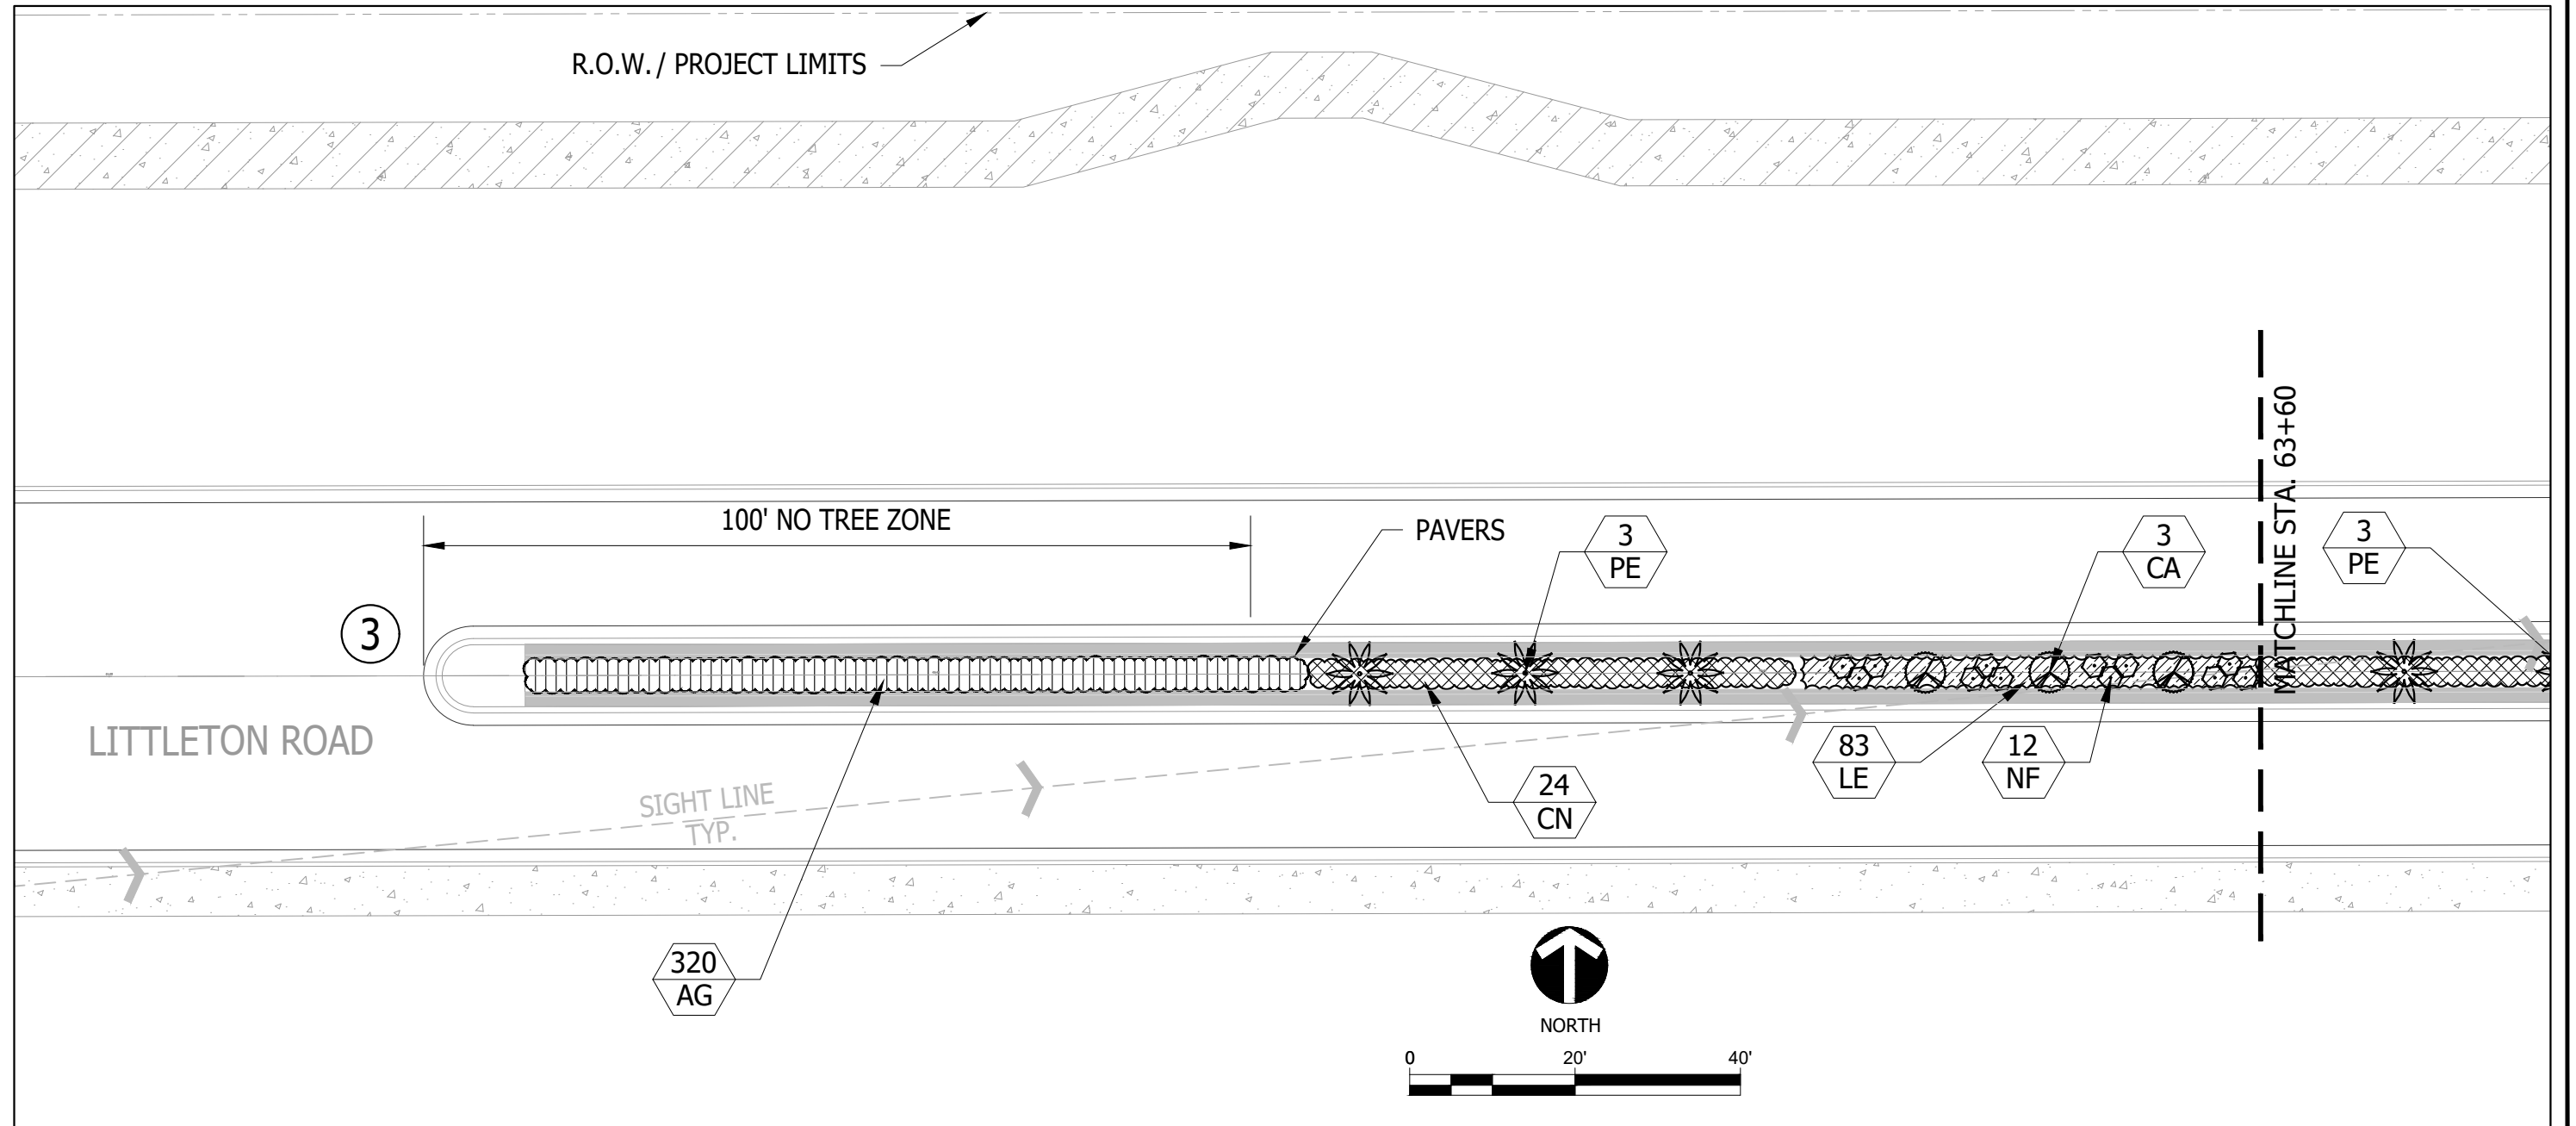 R.O.W. / PROJECT LIMITS
MATCHLINE STA. 63+60
100' NO TREE ZONE
PAVERS
3
PE
3
CA
3
PE
3
LITTLETON ROAD
SIGHT LINE
TYP.
83
LE
12
NF
24
CN
320
AG
NORTH
0 20' 40'